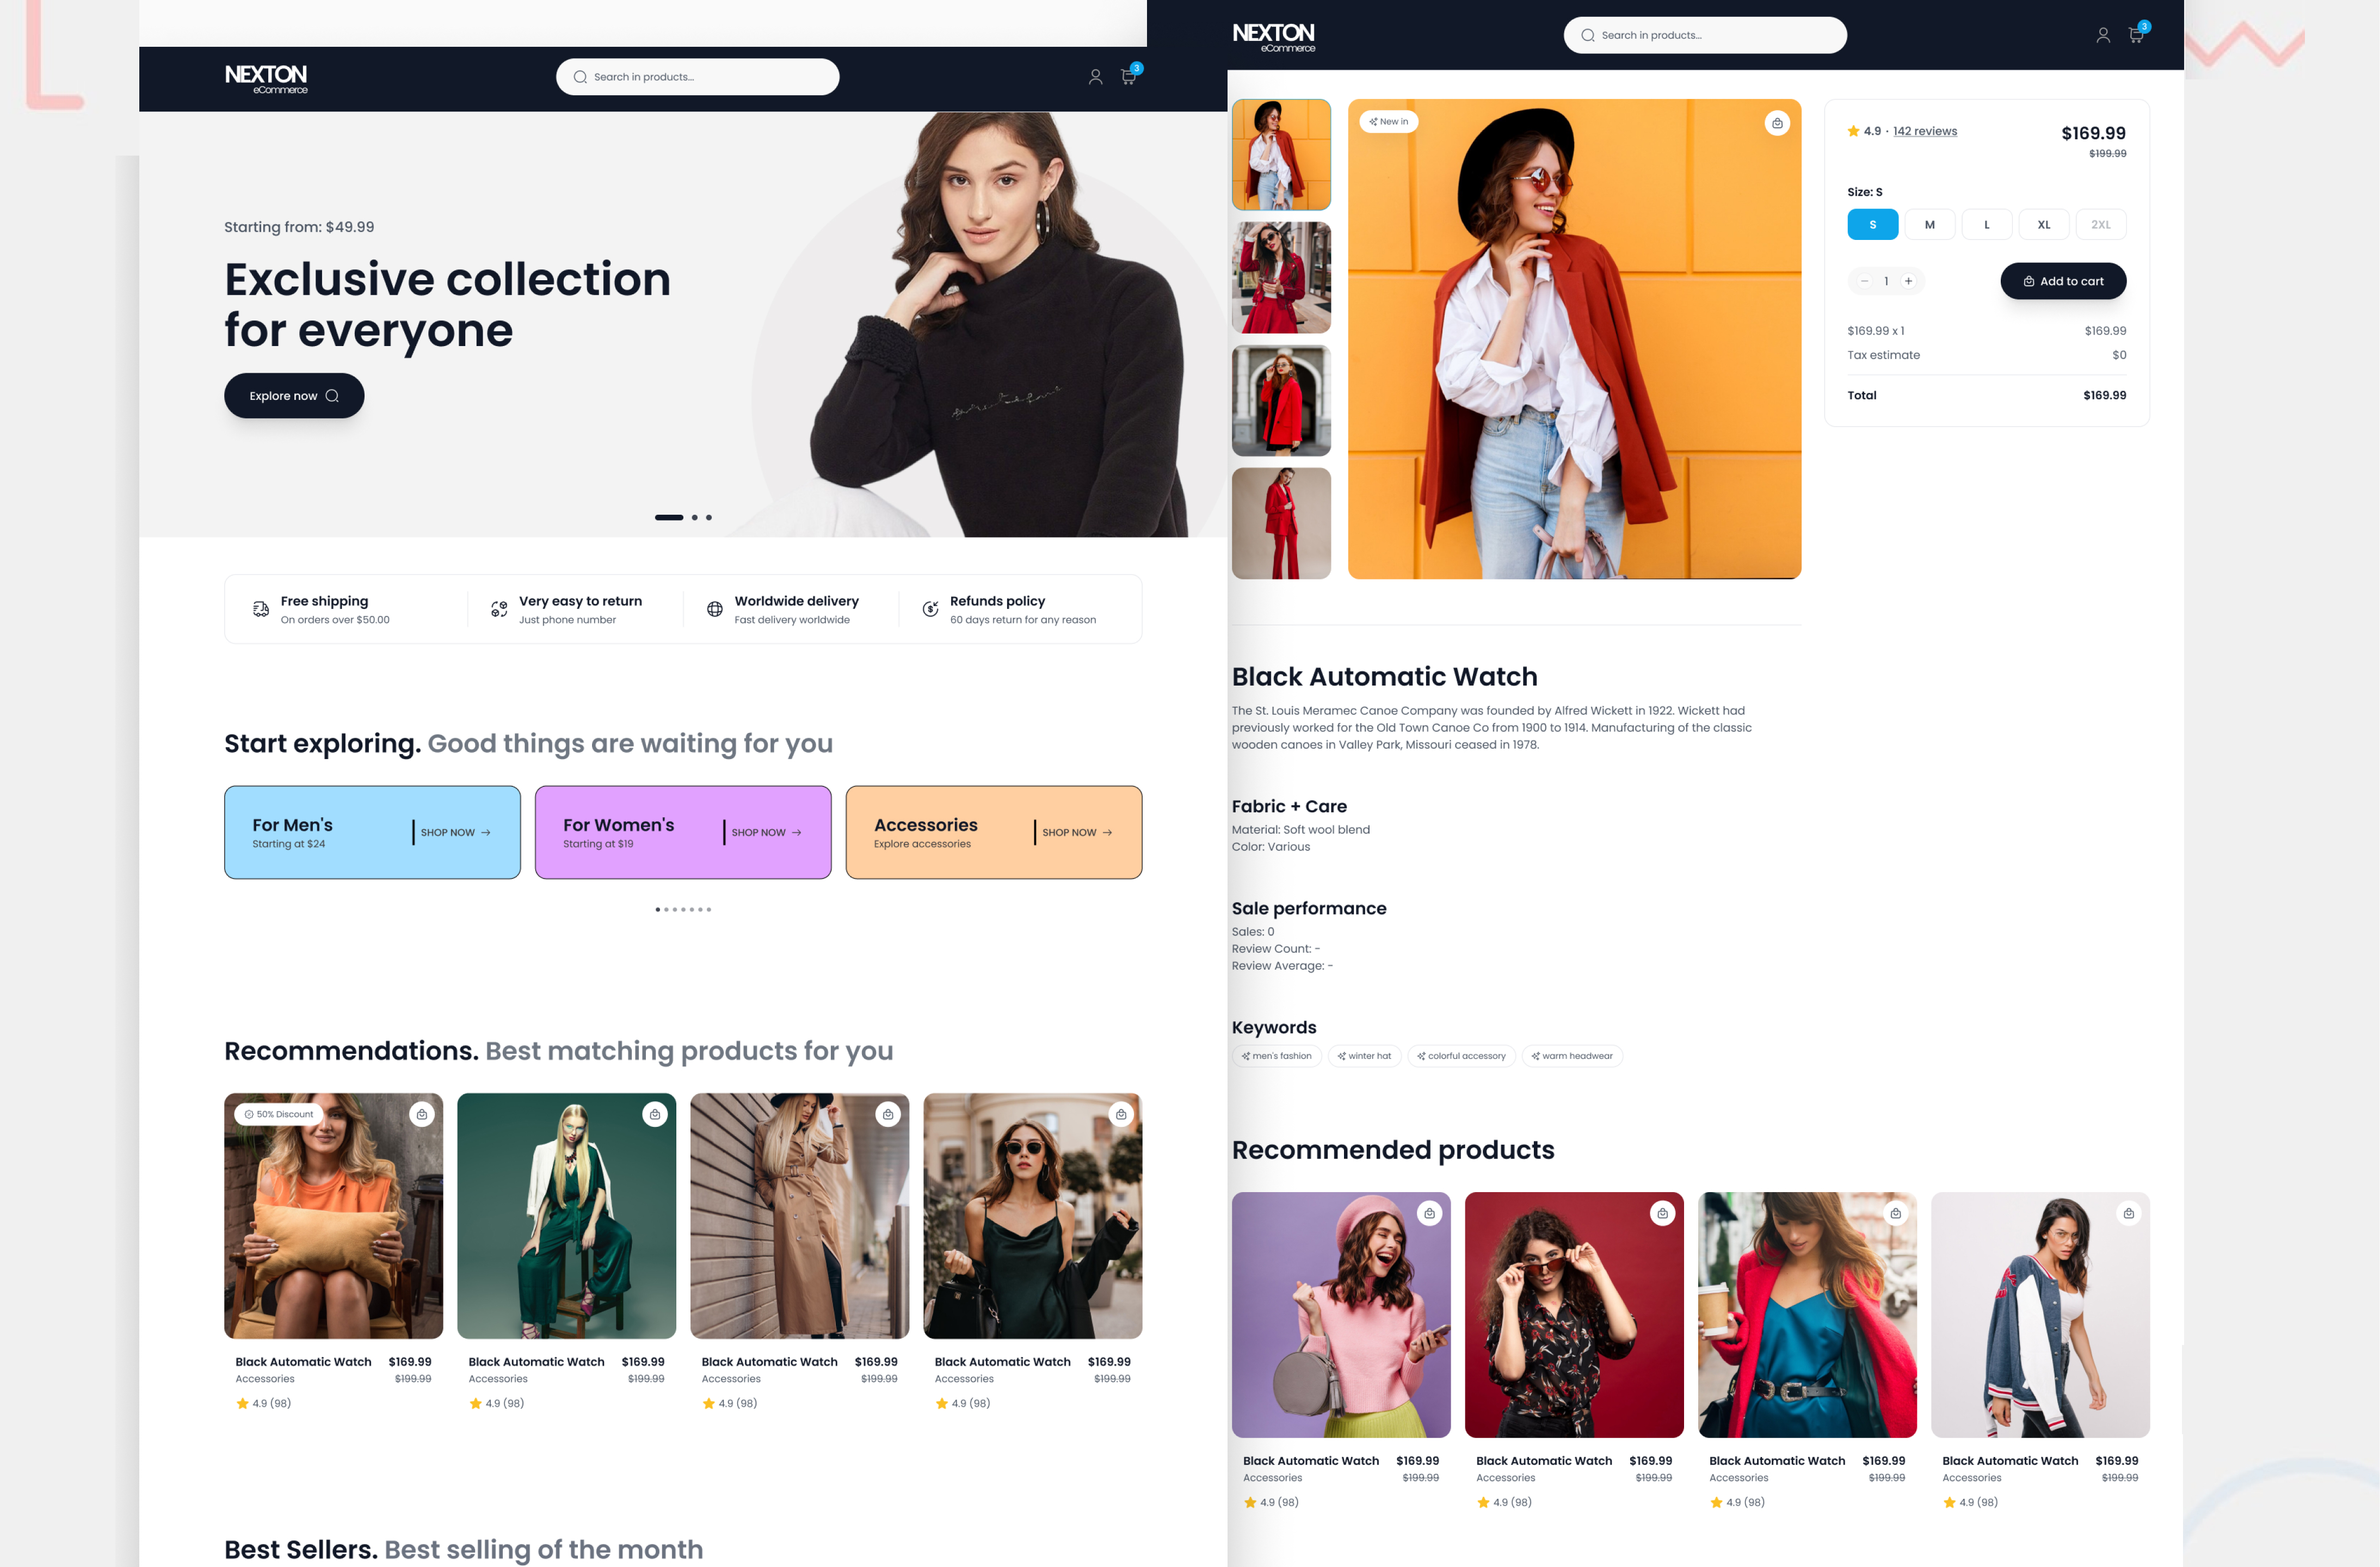 NEXTON
eCommerce
Search in products...
3
Starting from: $49.99
Exclusive collection
for everyone
Explore now
Free shipping
On orders over $50.00
Very easy to return
Just phone number
Worldwide delivery
Fast delivery worldwide
Refunds policy
60 days return for any reason
Start exploring. Good things are waiting for you
For Men's
Starting at $24
SHOP NOW
For Women's
Starting at $19
SHOP NOW
Accessories
Explore accessories
SHOP NOW
Recommendations. Best matching products for you
50% Discount
Black Automatic Watch $169.99
Accessories $199.99
4.9 (98)
Black Automatic Watch $169.99
Accessories $199.99
4.9 (98)
Black Automatic Watch $169.99
Accessories $199.99
4.9 (98)
Black Automatic Watch $169.99
Accessories $199.99
4.9 (98)
Best Sellers. Best selling of the month
NEXTON
eCommerce
Search in products...
3
New in
4.9 · 142 reviews
$169.99
$199.99
Size: S
S M L XL 2XL
− 1 +
Add to cart
$169.99 x 1 $169.99
Tax estimate $0
Total $169.99
Black Automatic Watch
The St. Louis Meramec Canoe Company was founded by Alfred Wickett in 1922. Wickett had
previously worked for the Old Town Canoe Co from 1900 to 1914. Manufacturing of the classic
wooden canoes in Valley Park, Missouri ceased in 1978.
Fabric + Care
Material: Soft wool blend
Color: Various
Sale performance
Sales: 0
Review Count: -
Review Average: -
Keywords
men's fashion
winter hat
colorful accessory
warm headwear
Recommended products
Black Automatic Watch $169.99
Accessories $199.99
4.9 (98)
Black Automatic Watch $169.99
Accessories $199.99
4.9 (98)
Black Automatic Watch $169.99
Accessories $199.99
4.9 (98)
Black Automatic Watch $169.99
Accessories $199.99
4.9 (98)